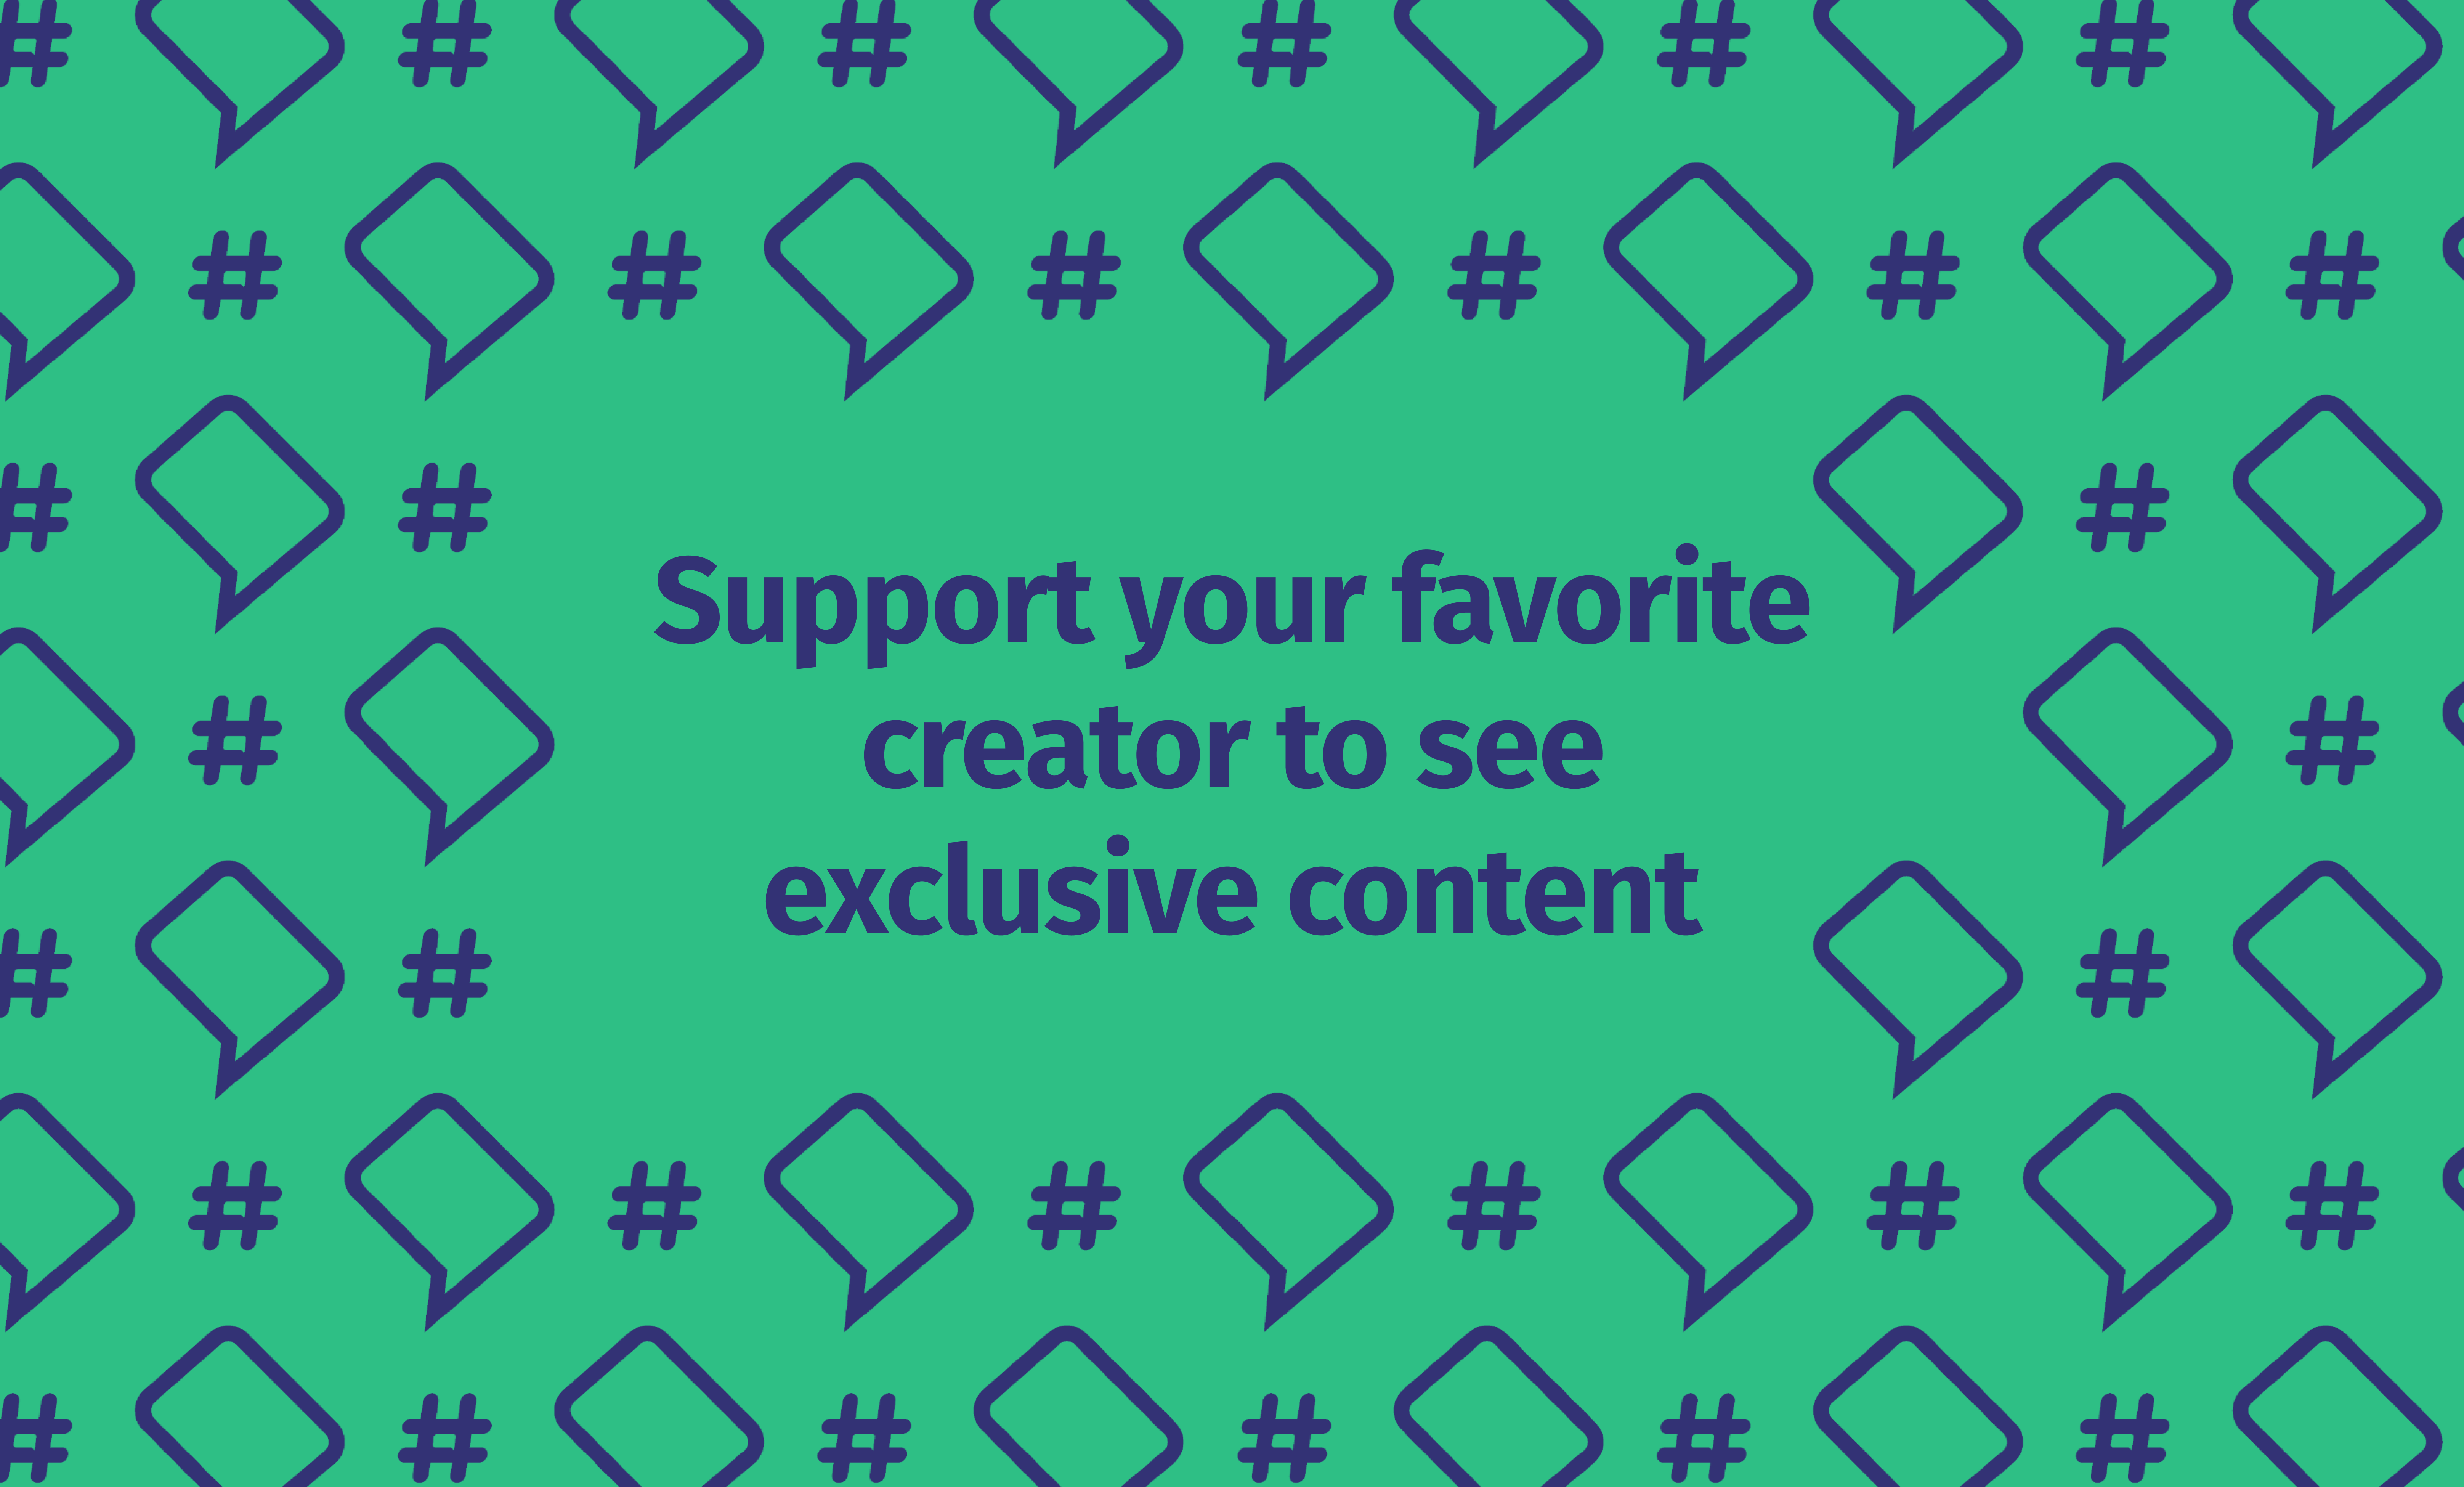 Support your favorite
creator to see
exclusive content